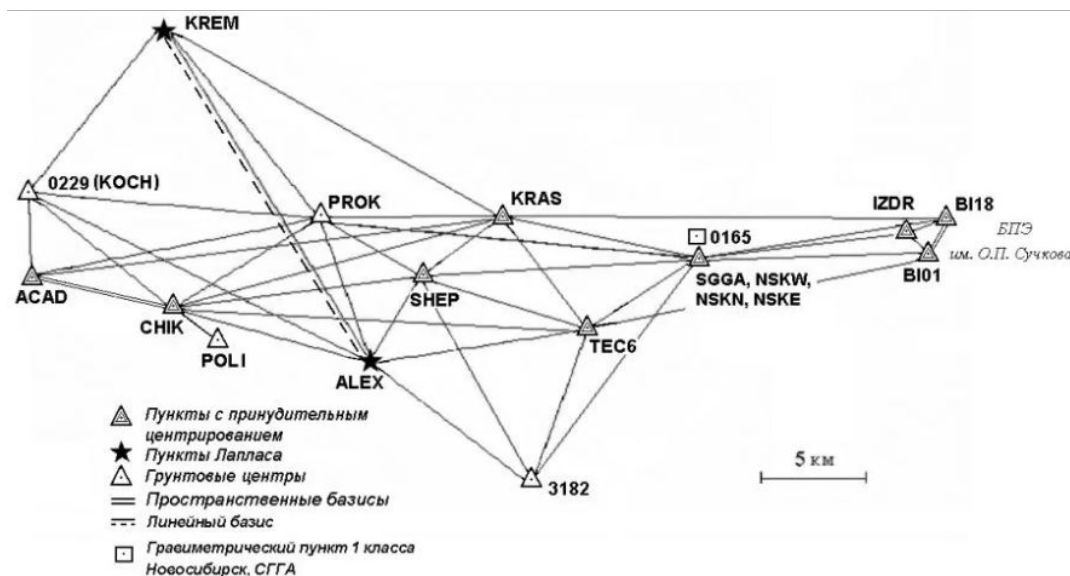 KREM
0229 (KOCH)
PROK
KRAS
IZDR
BI18
БПЭ
0165
им. О.П. Сучкова
BI01
ACAD
SHEP
SGGA, NSKW,
NSKN, NSKE
CHIK
POLI
ALEX
TEC6
3182
5 км
Пункты с принудительным
центрированием
Пункты Лапласа
Грунтовые центры
Пространственные базисы
Линейный базис
Гравиметрический пункт 1 класса
Новосибирск, СГГА